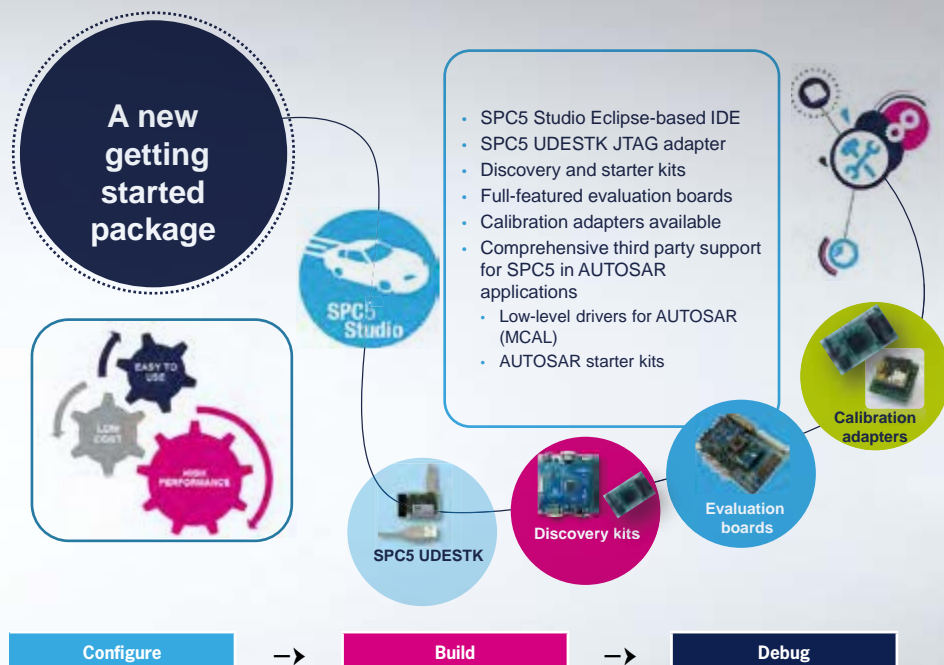 A new
getting
started
package
SPC5
Studio
• SPC5 Studio Eclipse-based IDE
• SPC5 UDESTK JTAG adapter
• Discovery and starter kits
• Full-featured evaluation boards
• Calibration adapters available
• Comprehensive third party support
for SPC5 in AUTOSAR
applications
• Low-level drivers for AUTOSAR
(MCAL)
• AUTOSAR starter kits
EASY TO
USE
LOW
COST
HIGH
PERFORMANCE
SPC5 UDESTK
Discovery kits
Evaluation
boards
Calibration
adapters
Configure → Build → Debug